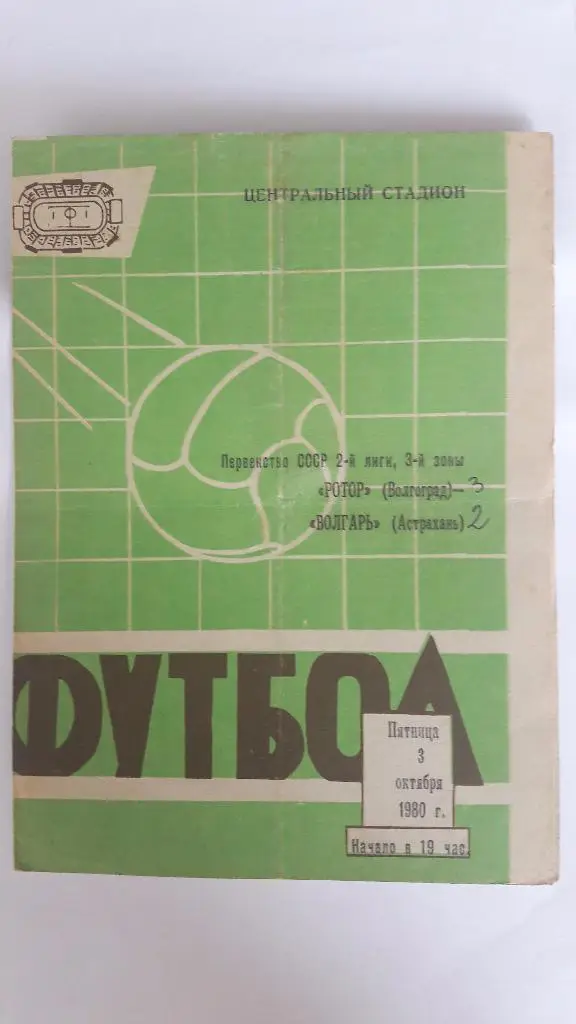 ЦЕНТРАЛЬНЫЙ СТАДИОН
Первенство СССР 2-й лиги, 3-й зоны
«РОТОР» (Волгоград)— 3
«ВОЛГАРЬ» (Астрахань) 2
ФУТБОЛ
Пятница
3
октября
1980 г.
Начало в 19 час.